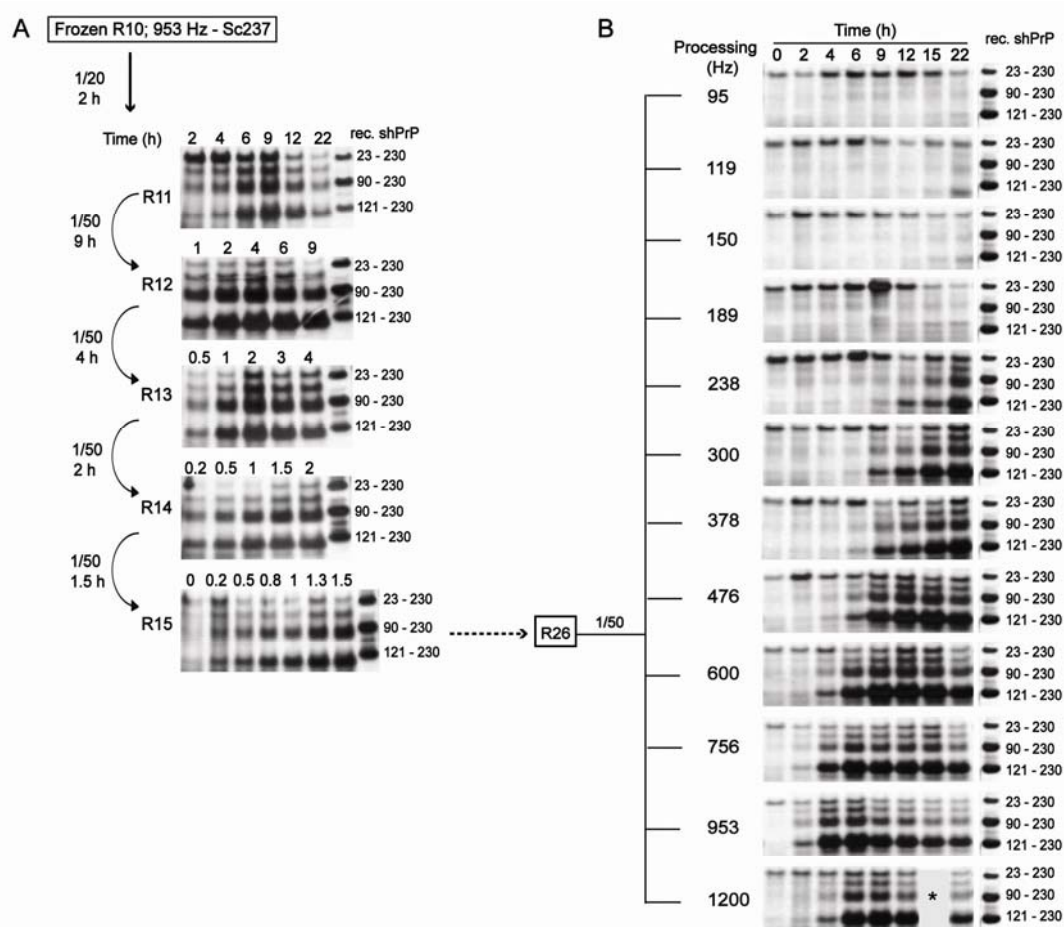 A
Frozen R10; 953 Hz - Sc237
1/20
2 h
Time (h) 2 4 6 9 12 22 rec. shPrP
23 - 230
90 - 230
121 - 230
R11
1/50
9 h
1 2 4 6 9
R12
23 - 230
90 - 230
121 - 230
1/50
4 h
0.5 1 2 3 4
R13
23 - 230
90 - 230
121 - 230
1/50
2 h
0.2 0.5 1 1.5 2
R14
23 - 230
90 - 230
121 - 230
1/50
1.5 h
0 0.2 0.5 0.8 1 1.3 1.5
R15
23 - 230
90 - 230
121 - 230
R26
1/50
B
Processing
(Hz)
Time (h)
0 2 4 6 9 12 15 22
rec. shPrP
95
23 - 230
90 - 230
121 - 230
119
23 - 230
90 - 230
121 - 230
150
23 - 230
90 - 230
121 - 230
189
23 - 230
90 - 230
121 - 230
238
23 - 230
90 - 230
121 - 230
300
23 - 230
90 - 230
121 - 230
378
23 - 230
90 - 230
121 - 230
476
23 - 230
90 - 230
121 - 230
600
23 - 230
90 - 230
121 - 230
756
23 - 230
90 - 230
121 - 230
953
23 - 230
90 - 230
121 - 230
1200
*
23 - 230
90 - 230
121 - 230